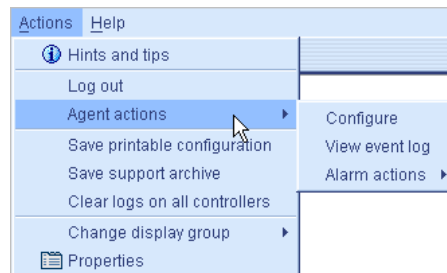 Actions Help
Hints and tips
Log out
Agent actions
Configure
Save printable configuration
View event log
Save support archive
Alarm actions
Clear logs on all controllers
Change display group
Properties